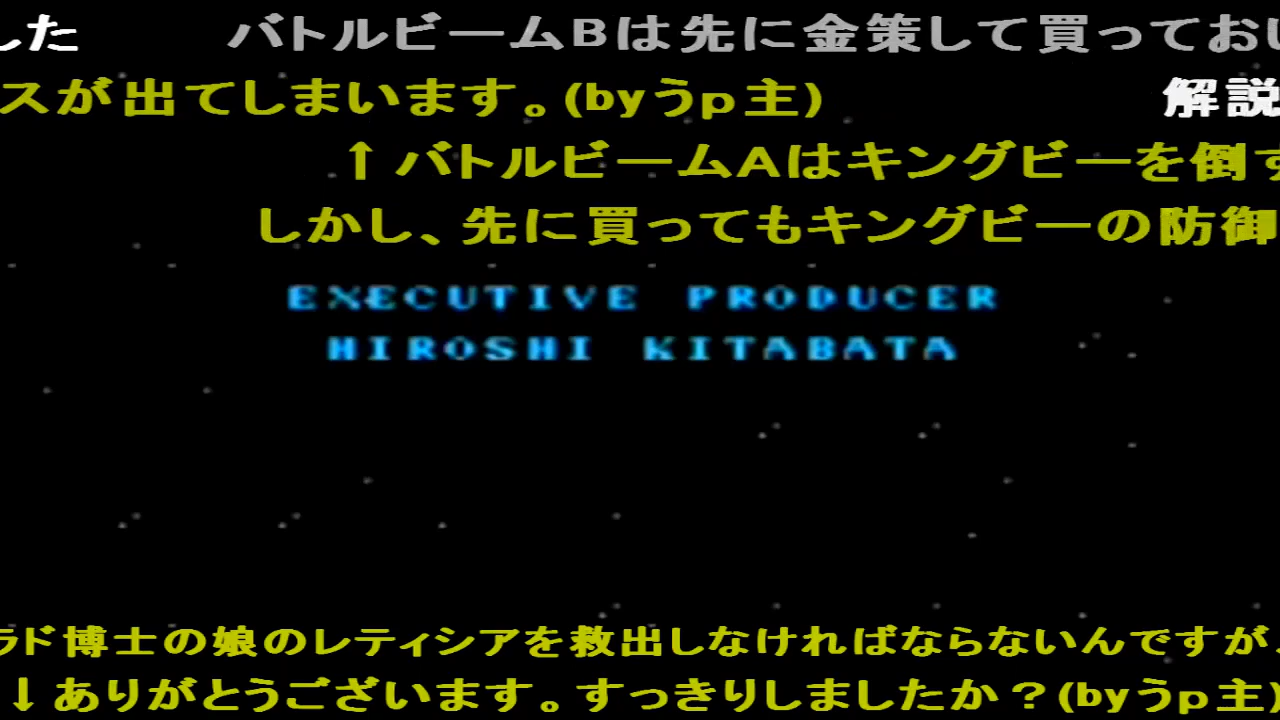 した バトルビームBは先に金策して買ってお
スが出てしまいます。(byうp主) 解説
↑バトルビームAはキングビーを倒す
しかし、先に買ってもキングビーの防御
EXECUTIVE PRODUCER
HIROSHI KITABATA
ラド博士の娘のレティシアを救出しなければならないんですが、
↓ありがとうございます。すっきりしましたか？(byうp主)